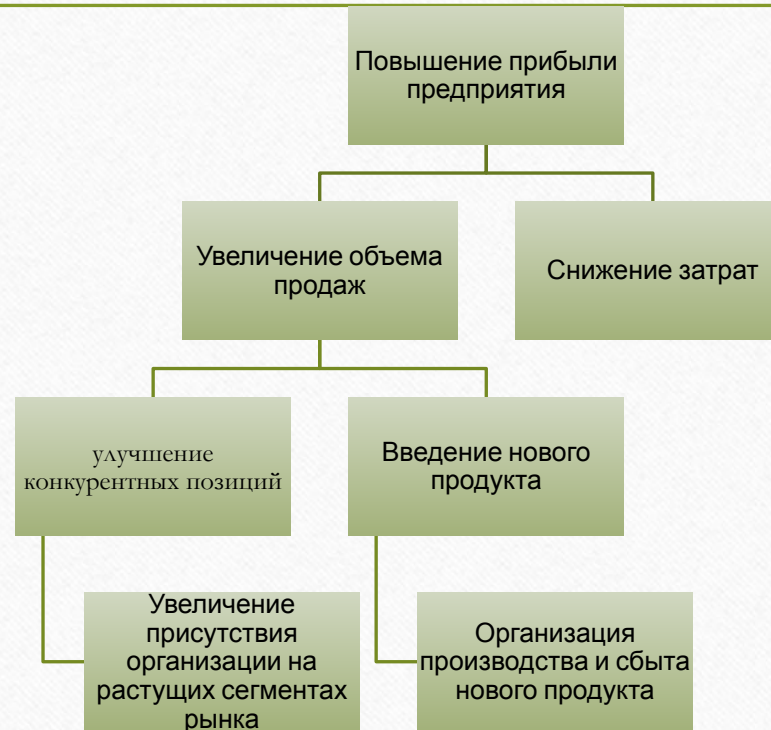 Повышение прибыли
предприятия
Увеличение объема
продаж
Снижение затрат
улучшение
конкурентных позиций
Введение нового
продукта
Увеличение
присутствия
организации на
растущих сегментах
рынка
Организация
производства и сбыта
нового продукта